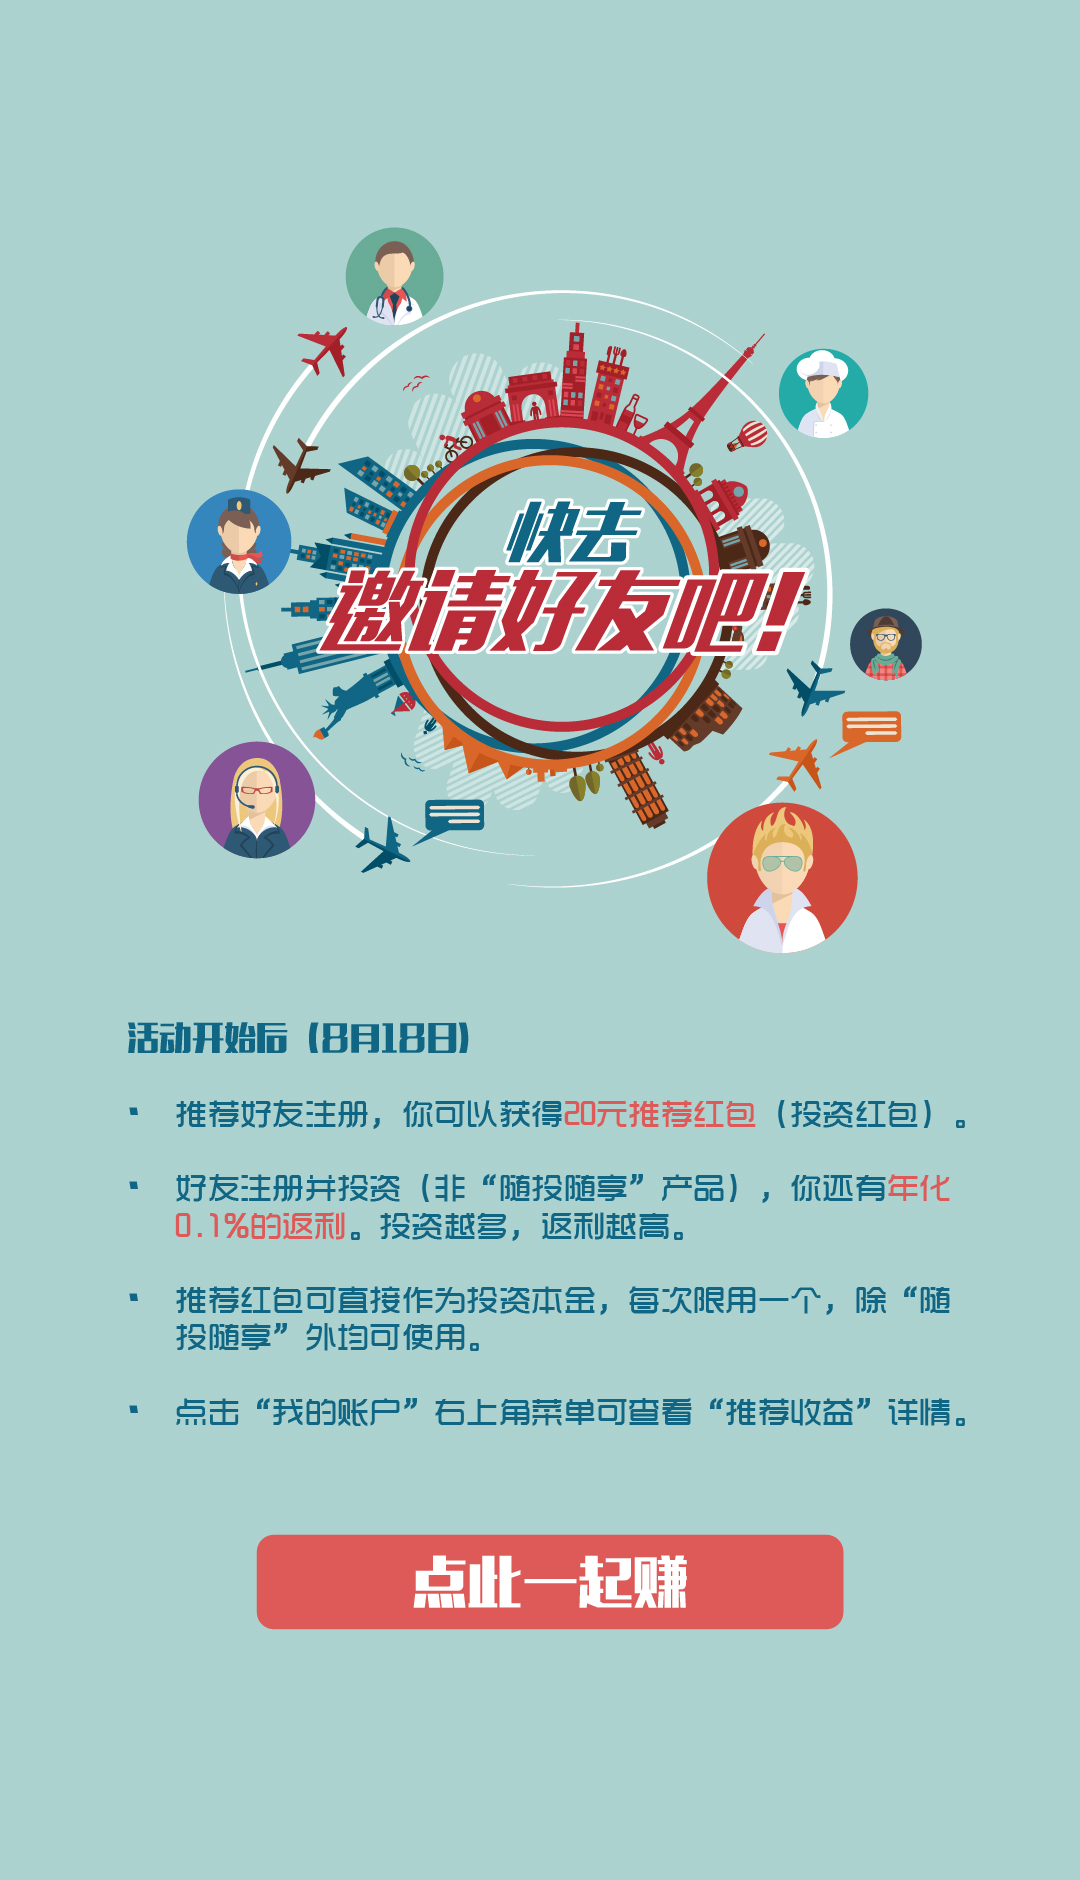 快去
邀请好友吧!
活动开始后（8月18日）
· 推荐好友注册，你可以获得20元推荐红包（投资红包）。
· 好友注册并投资（非“随投随享”产品），你还有年化
0.1%的返利。投资越多，返利越高。
· 推荐红包可直接作为投资本金，每次限用一个，除“随
投随享”外均可使用。
· 点击“我的账户”右上角菜单可查看“推荐收益”详情。
点此一起赚